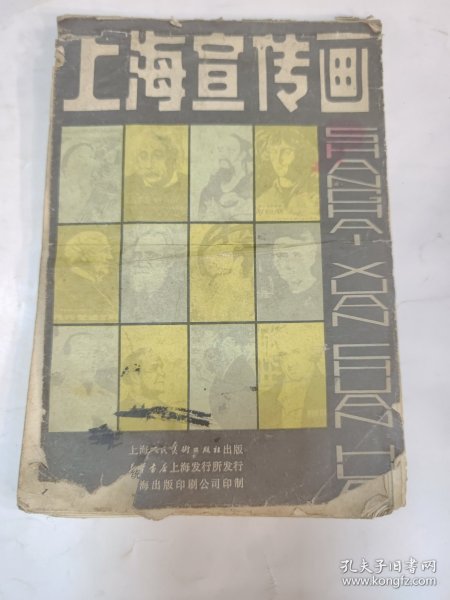 上海宣传画
SHANGHAI XUAN CHUAN
上海人民美术出版社出版
新华书店上海发行所发行
海出版印刷公司印制
孔夫子旧书网
www.kongfz.com